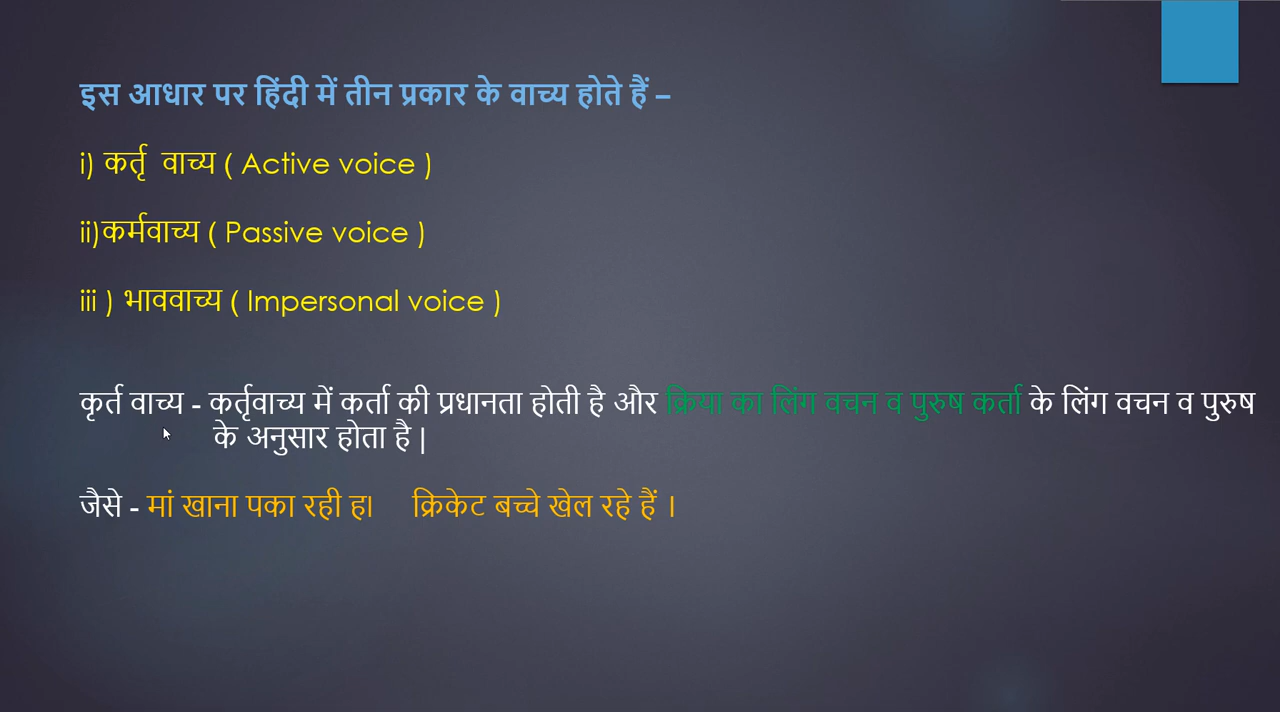 इस आधार पर हिंदी में तीन प्रकार के वाच्य होते हैं –
i) कर्तृ वाच्य ( Active voice )
ii)कर्मवाच्य ( Passive voice )
iii ) भाववाच्य ( Impersonal voice )
कृर्त वाच्य - कर्तृवाच्य में कर्ता की प्रधानता होती है और क्रिया का लिंग वचन व पुरुष कर्ता के लिंग वचन व पुरुष
के अनुसार होता है |
जैसे - मां खाना पका रही ह। क्रिकेट बच्चे खेल रहे हैं ।